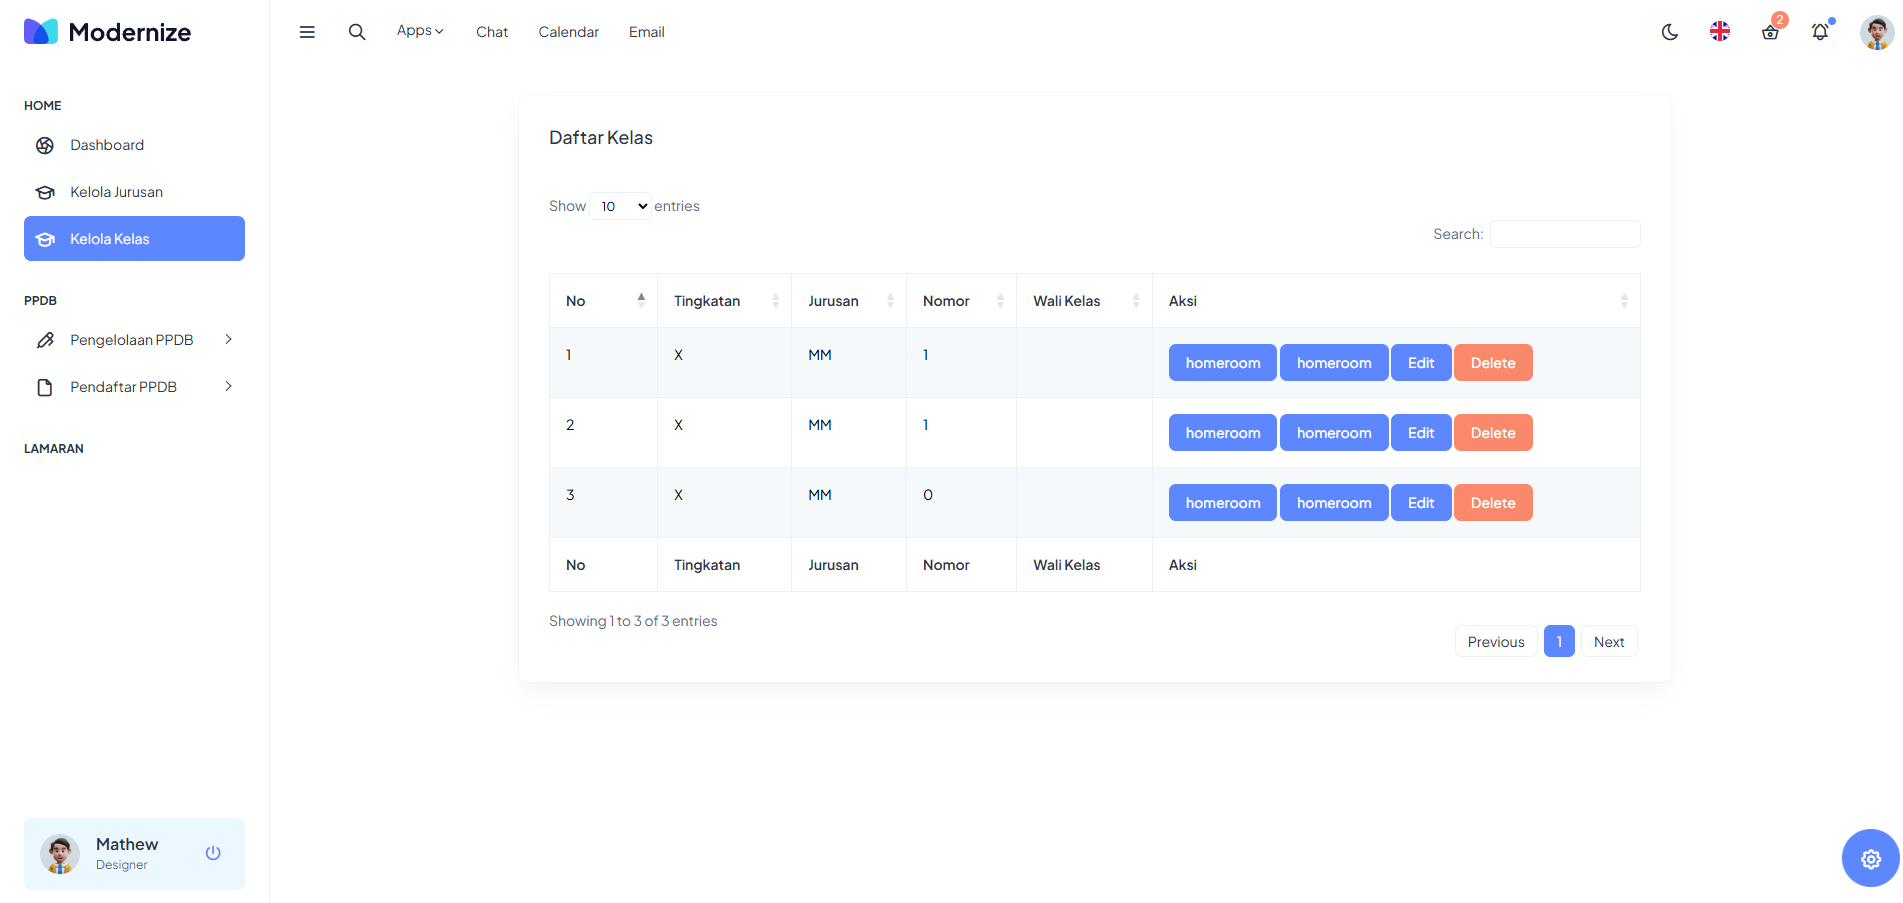 Modernize
Apps Chat Calendar Email
2
HOME
Dashboard
Kelola Jurusan
Kelola Kelas
PPDB
Pengelolaan PPDB
Pendaftar PPDB
LAMARAN
Mathew
Designer
Daftar Kelas
Show 10 entries
Search:
No Tingkatan Jurusan Nomor Wali Kelas Aksi
1 X MM 1 homeroom homeroom Edit Delete
2 X MM 1 homeroom homeroom Edit Delete
3 X MM 0 homeroom homeroom Edit Delete
No Tingkatan Jurusan Nomor Wali Kelas Aksi
Showing 1 to 3 of 3 entries
Previous 1 Next